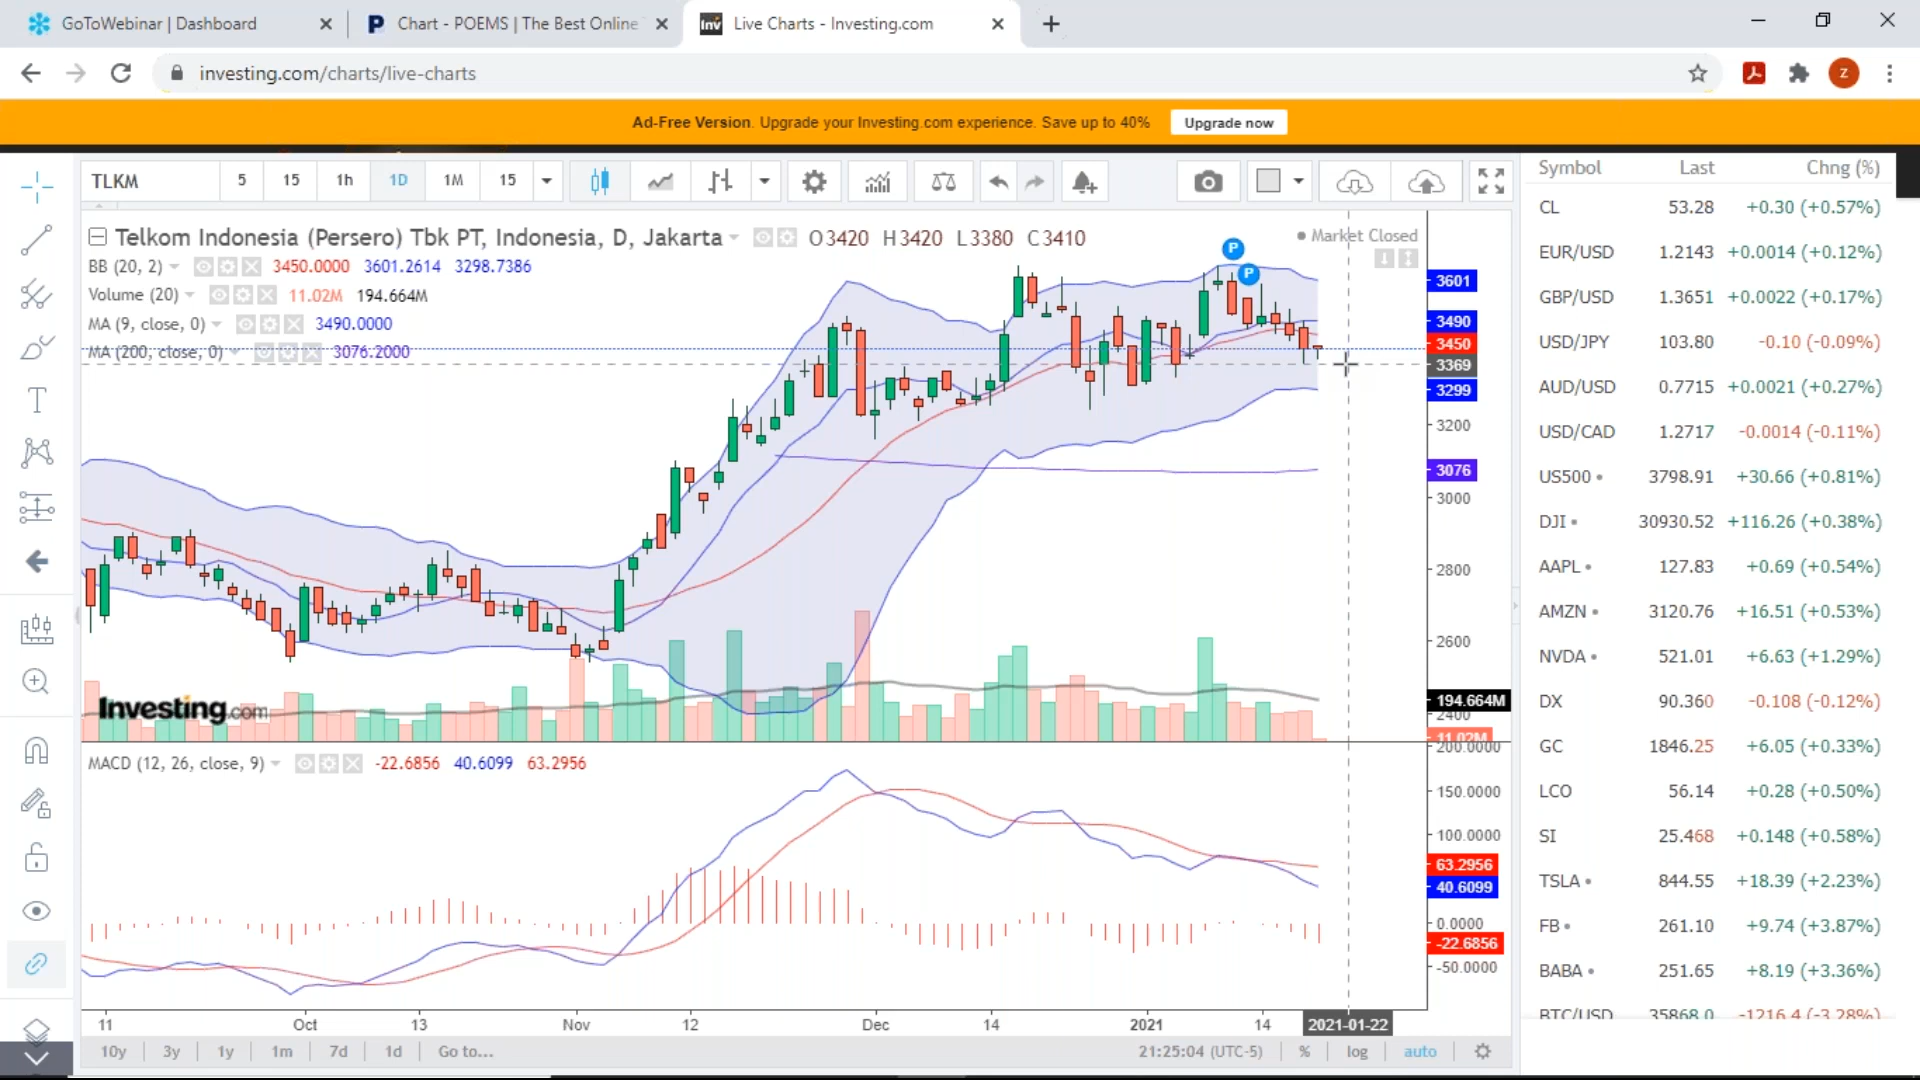 GoToWebinar | Dashboard
Chart - POEMS | The Best Online
Live Charts - Investing.com
investing.com/charts/live-charts
Z
Ad-Free Version. Upgrade your Investing.com experience. Save up to 40% Upgrade now
TLKM 5 15 1h 1D 1M 15
Telkom Indonesia (Persero) Tbk PT, Indonesia, D, Jakarta O3420 H3420 L3380 C3410
Market Closed
BB (20, 2) 3450.0000 3601.2614 3298.7386
Volume (20) 11.02M 194.664M
MA (9, close, 0) 3490.0000
MA (200, close, 0) 3076.2000
P
P
3601
3490
3450
3369
3299
3200
3076
3000
2800
2600
194.664M
2400
11.02M
Investing.com
MACD (12, 26, close, 9) -22.6856 40.6099 63.2956
200.0000
150.0000
100.0000
63.2956
40.6099
0.0000
-22.6856
-50.0000
11 Oct 13 Nov 12 Dec 14 2021 14 2021-01-22
10y 3y 1y 1m 7d 1d Go to... 21:25:04 (UTC-5) % log auto
Symbol Last Chng (%)
CL 53.28 +0.30 (+0.57%)
EUR/USD 1.2143 +0.0014 (+0.12%)
GBP/USD 1.3651 +0.0022 (+0.17%)
USD/JPY 103.80 -0.10 (-0.09%)
AUD/USD 0.7715 +0.0021 (+0.27%)
USD/CAD 1.2717 -0.0014 (-0.11%)
US500 3798.91 +30.66 (+0.81%)
DJI 30930.52 +116.26 (+0.38%)
AAPL 127.83 +0.69 (+0.54%)
AMZN 3120.76 +16.51 (+0.53%)
NVDA 521.01 +6.63 (+1.29%)
DX 90.360 -0.108 (-0.12%)
GC 1846.25 +6.05 (+0.33%)
LCO 56.14 +0.28 (+0.50%)
SI 25.468 +0.148 (+0.58%)
TSLA 844.55 +18.39 (+2.23%)
FB 261.10 +9.74 (+3.87%)
BABA 251.65 +8.19 (+3.36%)
BTC/USD 35868.0 -1216.4 (-3.28%)